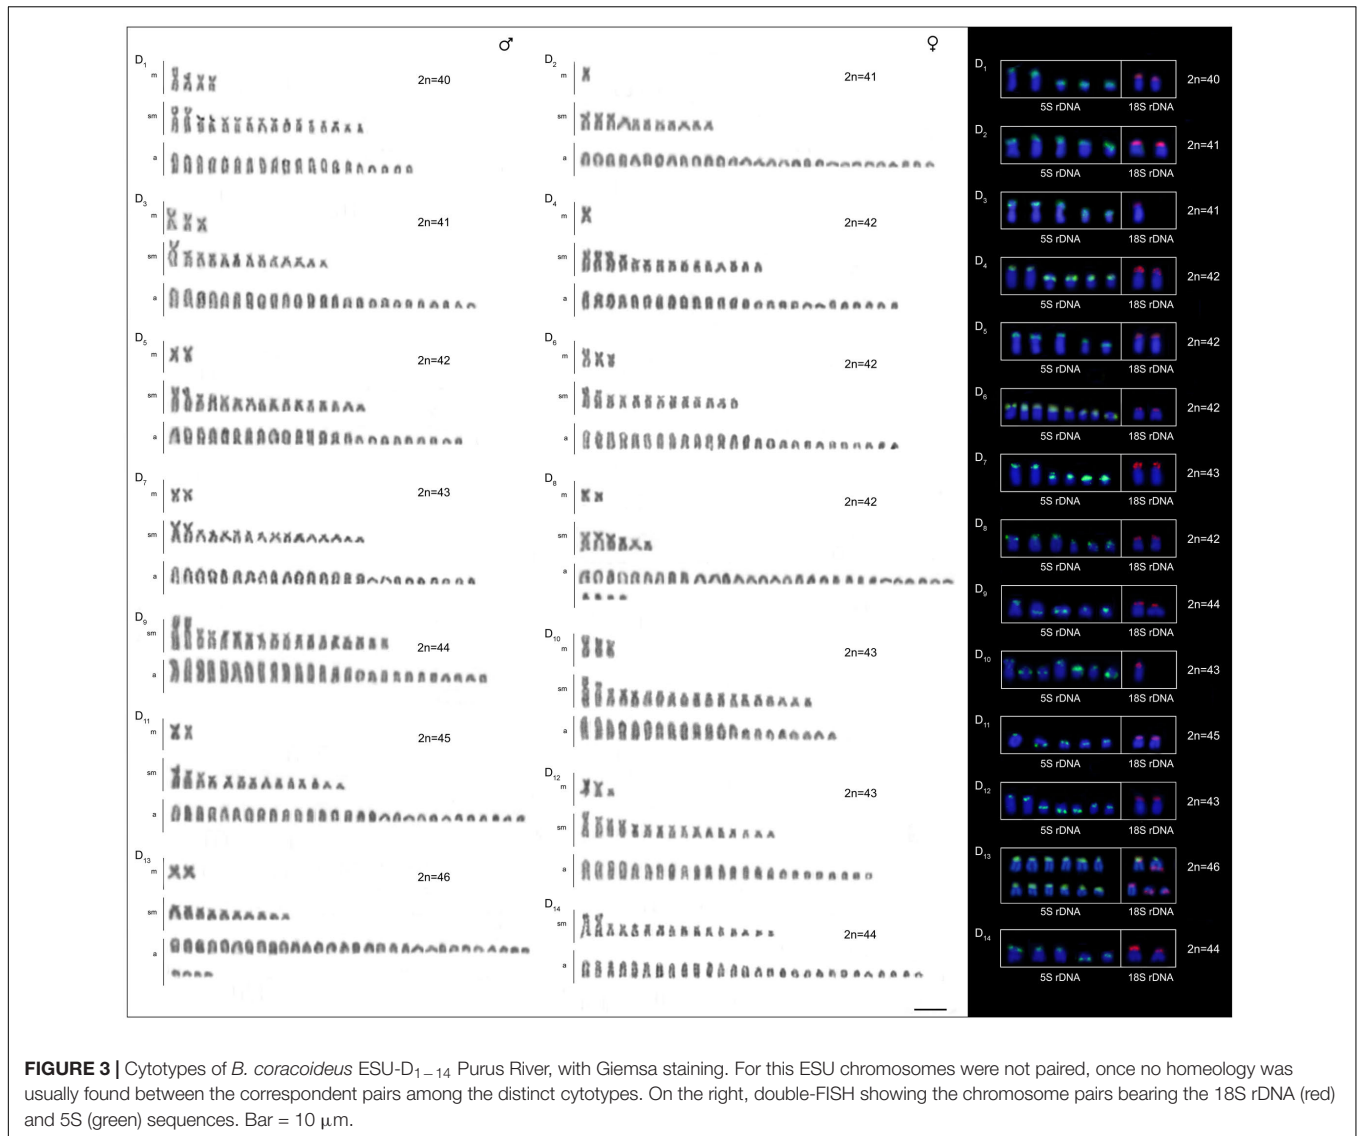 ♂ ♀
D1 m 2n=40
sm
a
D2 m 2n=41
sm
a
D3 m 2n=41
sm
a
D4 m 2n=42
sm
a
D5 m 2n=42
sm
a
D6 m 2n=42
sm
a
D7 m 2n=43
sm
a
D8 m 2n=42
sm
a
D9 sm 2n=44
a
D10 m 2n=43
sm
a
D11 m 2n=45
sm
a
D12 m 2n=43
sm
a
D13 m 2n=46
sm
a
D14 sm 2n=44
a
D1 2n=40
5S rDNA 18S rDNA
D2 2n=41
5S rDNA 18S rDNA
D3 2n=41
5S rDNA 18S rDNA
D4 2n=42
5S rDNA 18S rDNA
D5 2n=42
5S rDNA 18S rDNA
D6 2n=42
5S rDNA 18S rDNA
D7 2n=43
5S rDNA 18S rDNA
D8 2n=42
5S rDNA 18S rDNA
D9 2n=44
5S rDNA 18S rDNA
D10 2n=43
5S rDNA 18S rDNA
D11 2n=45
5S rDNA 18S rDNA
D12 2n=43
5S rDNA 18S rDNA
D13 2n=46
5S rDNA 18S rDNA
D14 2n=44
5S rDNA 18S rDNA
FIGURE 3 | Cytotypes of B. coracoideus ESU-D1−14 Purus River, with Giemsa staining. For this ESU chromosomes were not paired, once no homeology was
usually found between the correspondent pairs among the distinct cytotypes. On the right, double-FISH showing the chromosome pairs bearing the 18S rDNA (red)
and 5S (green) sequences. Bar = 10 μm.